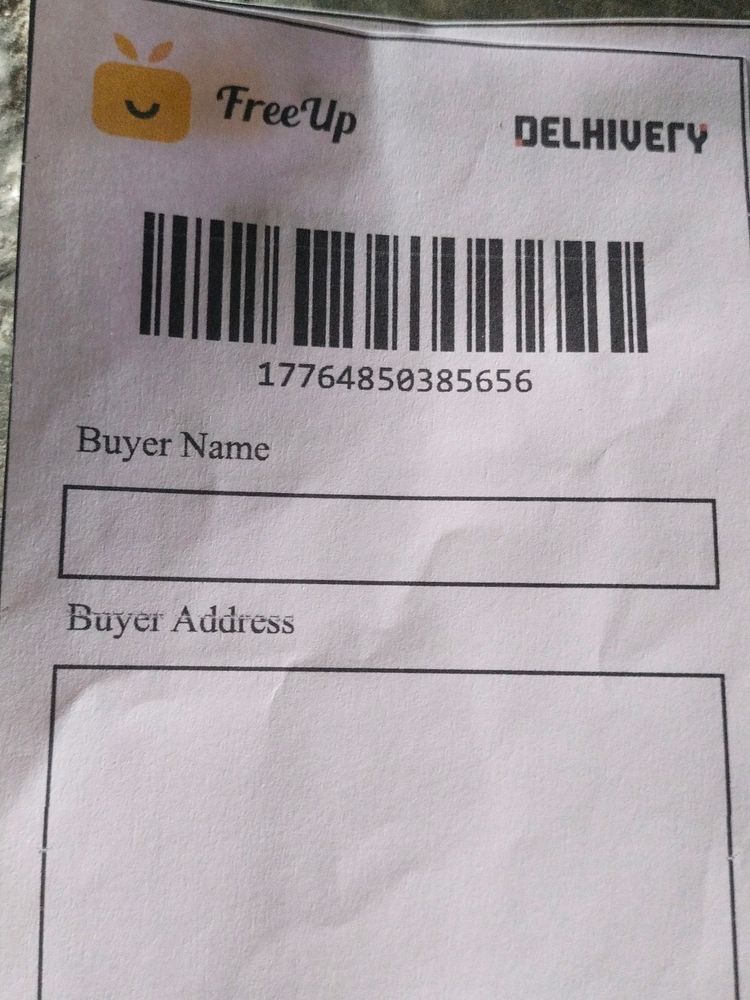 FreeUp
DELHIVERY
17764850385656
Buyer Name
Buyer Address